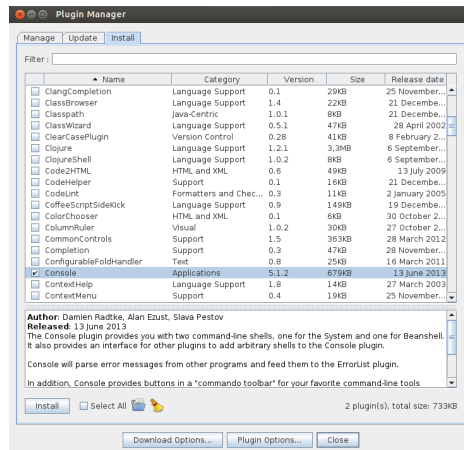 Plugin Manager
Manage Update Install
Filter :
Name Category Version Size Release date
ClangCompletion Language Support 0.1 29KB 25 November...
ClassBrowser Language Support 1.4 22KB 21 Decembe...
Classpath Java-Centric 1.0.1 8KB 21 Decembe...
ClassWizard Language Support 0.5.1 47KB 28 April 2002
ClearCasePlugin Version Control 0.28 41KB 8 February 2...
Clojure Language Support 1.2.1 3,3MB 6 September...
ClojureShell Language Support 1.0.2 8KB 6 September...
Code2HTML HTML and XML 0.6 49KB 13 July 2009
CodeHelper Support 0.1 16KB 21 Decembe...
CodeLint Formatters and Chec... 0.3 11KB 2 January 2005
CoffeeScriptSideKick Language Support 0.9 149KB 19 Decembe...
ColorChooser HTML and XML 0.1 6KB 30 October 2...
ColumnRuler Visual 1.0.2 30KB 27 October 2...
CommonControls Support 1.5 363KB 28 March 2012
Completion Support 0.3 47KB 28 November...
ConfigurableFoldHandler Text 0.8 25KB 16 March 2011
Console Applications 5.1.2 679KB 13 June 2013
ContextHelp Language Support 1.8 14KB 27 March 2003
ContextMenu Support 0.4 19KB 25 November...
Author: Damien Radtke, Alan Ezust, Slava Pestov
Released: 13 June 2013
The Console plugin provides you with two command-line shells, one for the System and one for Beanshell.
It also provides an interface for other plugins to add arbitrary shells to the Console plugin.
Console will parse error messages from other programs and feed them to the ErrorList plugin.
In addition, Console provides buttons in a "commando toolbar" for your favorite command-line tools
Install Select All 2 plugin(s), total size: 733KB
Download Options... Plugin Options... Close